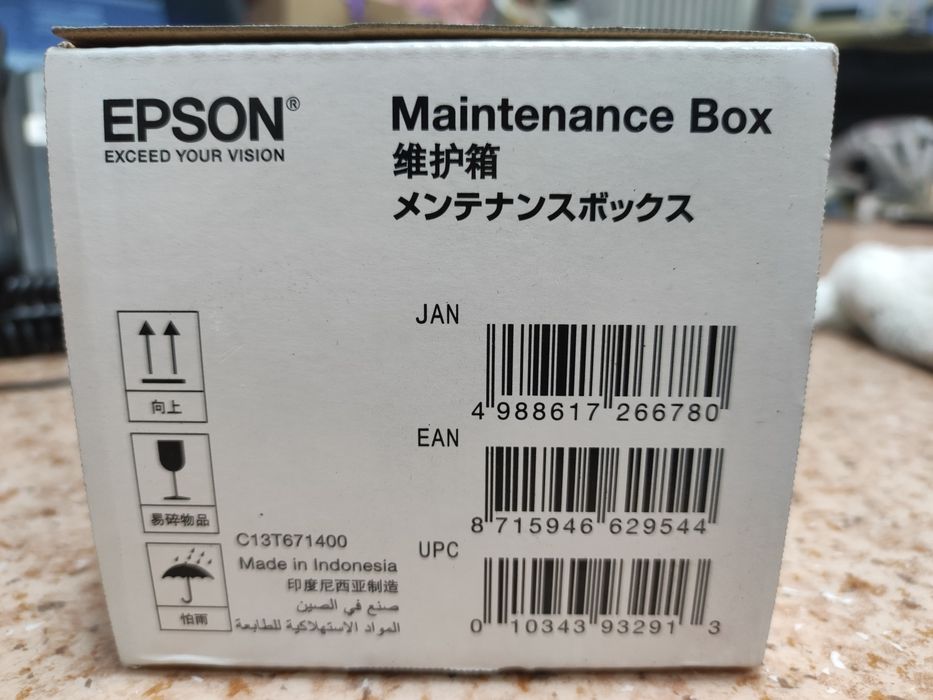 EPSON®
EXCEED YOUR VISION
Maintenance Box
维护箱
メンテナンスボックス
JAN
4 988617 266780
EAN
8 715946 629544
UPC
0 10343 93291 3
向上
易碎物品
怕雨
C13T671400
Made in Indonesia
印度尼西亚制造
صنع في الصين
المواد الاستهلاكية للطابعة